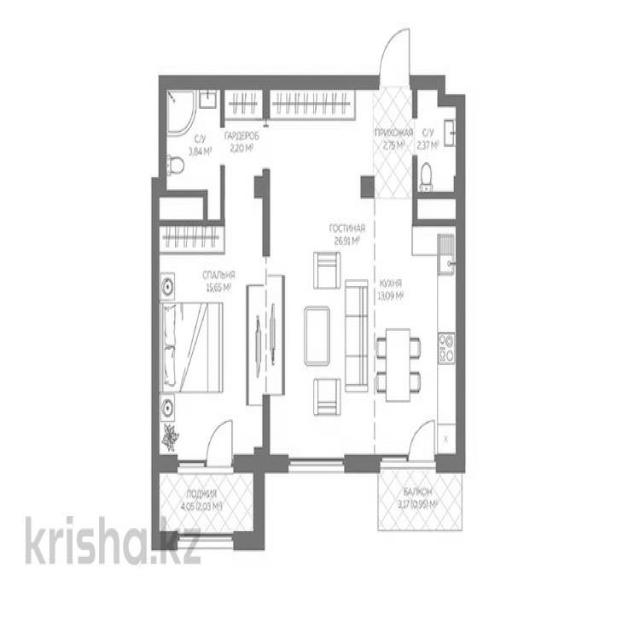 С/У
3,84 М²
ГАРДЕРОБ
2,20 М²
ПРИХОЖАЯ
2,75 М²
С/У
2,37 М²
ГОСТИНАЯ
26,91 М²
СПАЛЬНЯ
15,65 М²
КУХНЯ
13,09 М²
ЛОДЖИЯ
4,05 (2,03 М²)
БАЛКОН
3,17 (0,95) М²
krisha.kz